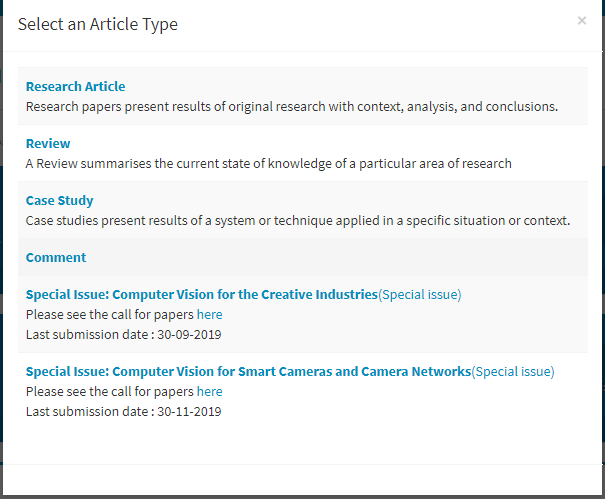 Select an Article Type
×
Research Article
Research papers present results of original research with context, analysis, and conclusions.
Review
A Review summarises the current state of knowledge of a particular area of research
Case Study
Case studies present results of a system or technique applied in a specific situation or context.
Comment
Special Issue: Computer Vision for the Creative Industries(Special issue)
Please see the call for papers here
Last submission date : 30-09-2019
Special Issue: Computer Vision for Smart Cameras and Camera Networks(Special issue)
Please see the call for papers here
Last submission date : 30-11-2019